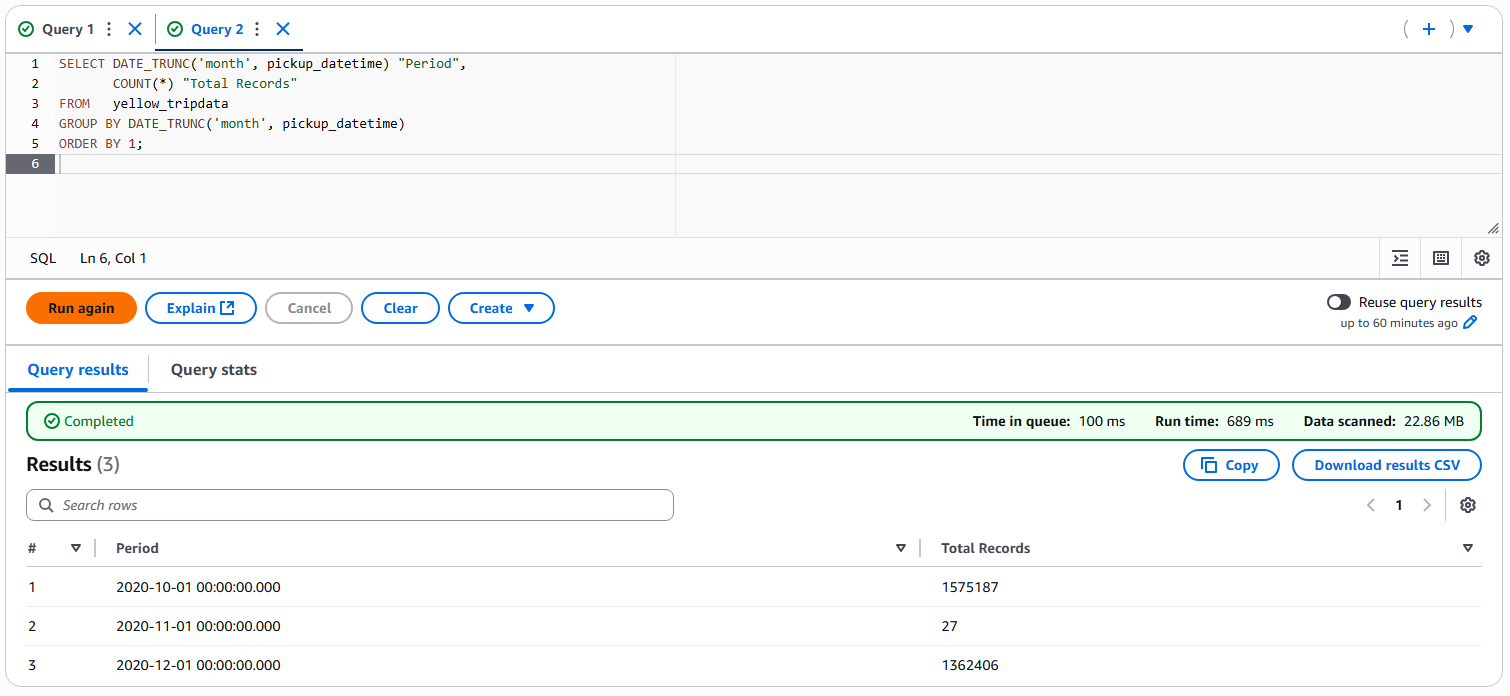 Query 1 Query 2
1 SELECT DATE_TRUNC('month', pickup_datetime) "Period",
2 COUNT(*) "Total Records"
3 FROM yellow_tripdata
4 GROUP BY DATE_TRUNC('month', pickup_datetime)
5 ORDER BY 1;
6
SQL Ln 6, Col 1
Run again Explain Cancel Clear Create Reuse query results
up to 60 minutes ago
Query results Query stats
Completed Time in queue: 100 ms Run time: 689 ms Data scanned: 22.86 MB
Results (3) Copy Download results CSV
Search rows 1
# Period Total Records
1 2020-10-01 00:00:00.000 1575187
2 2020-11-01 00:00:00.000 27
3 2020-12-01 00:00:00.000 1362406